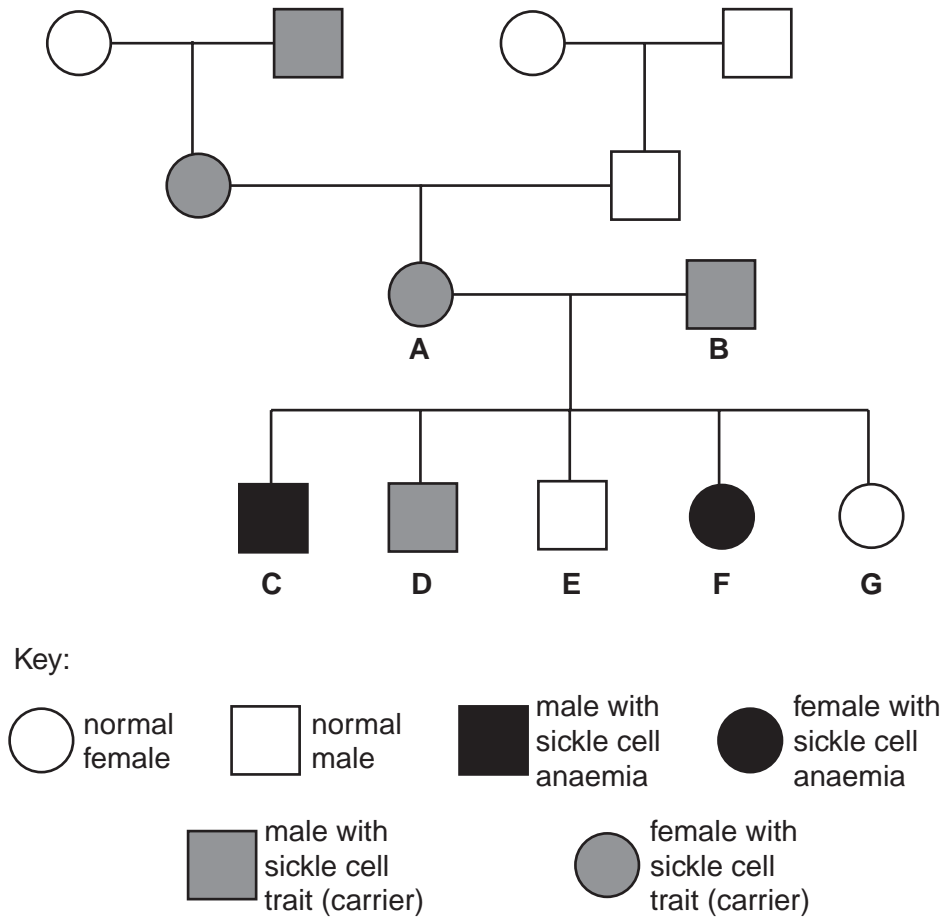 A B
C D E F G
Key:
normal
female
normal
male
male with
sickle cell
anaemia
female with
sickle cell
anaemia
male with
sickle cell
trait (carrier)
female with
sickle cell
trait (carrier)